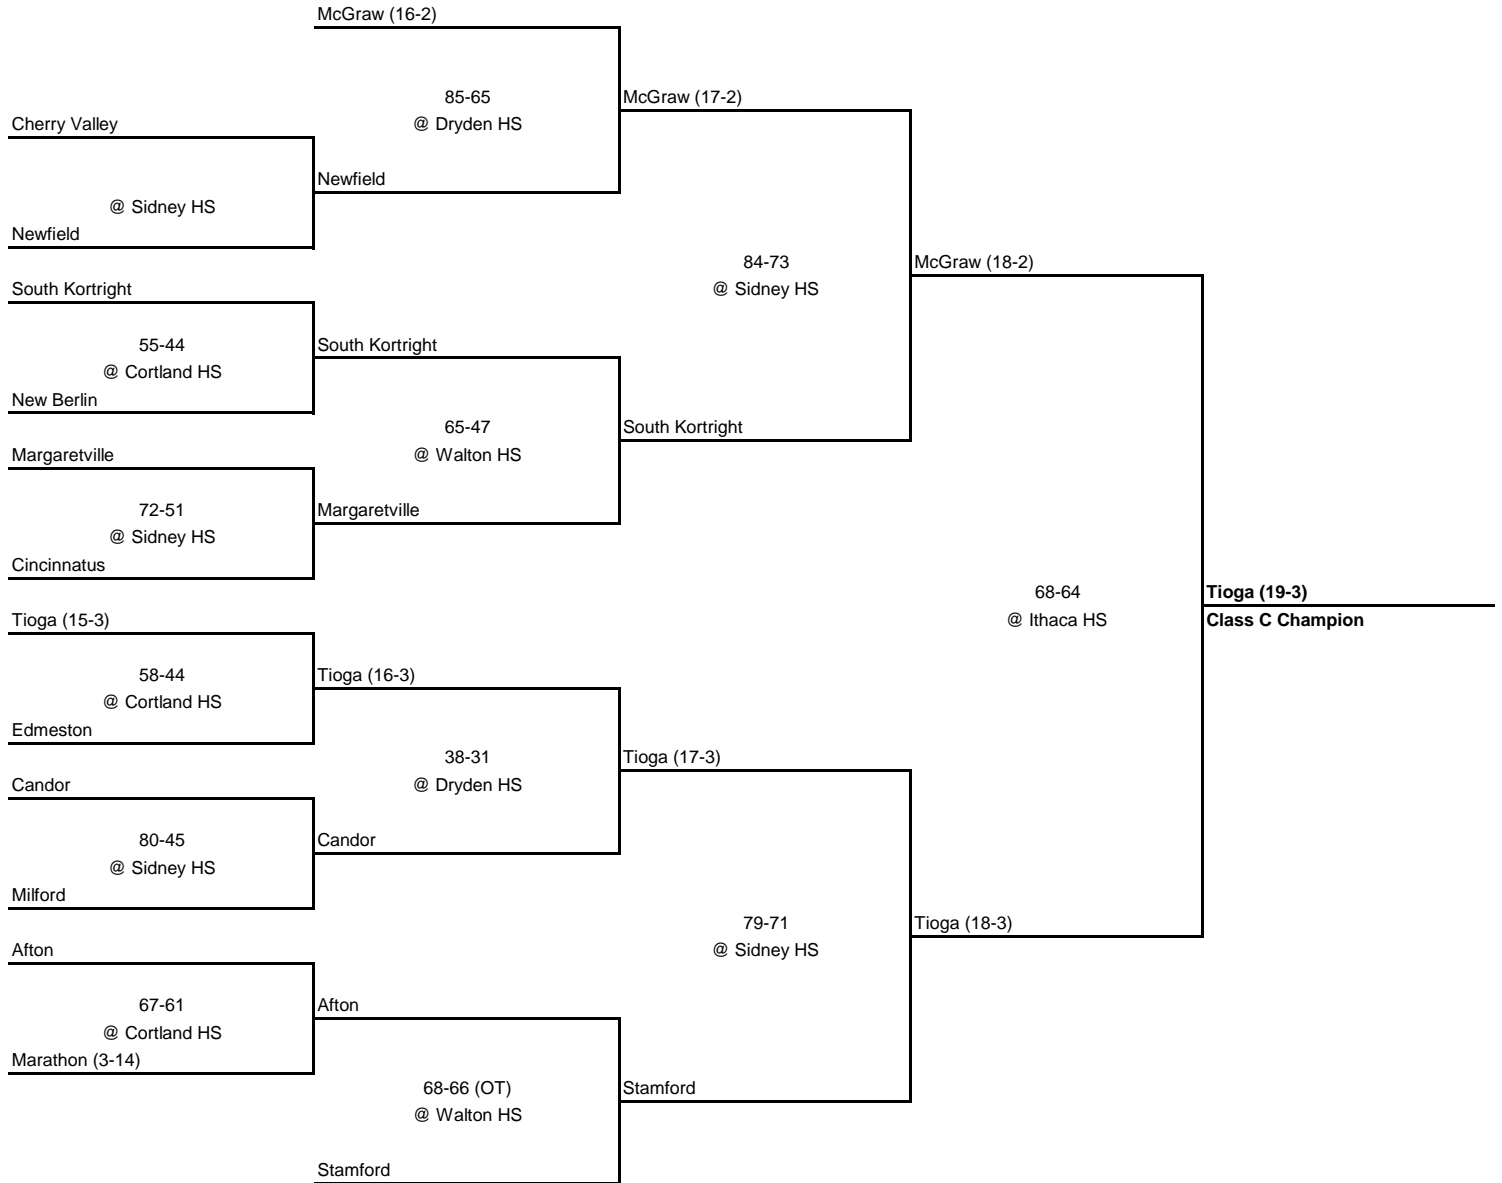 McGraw (16-2)
85-65
@ Dryden HS
McGraw (17-2)
Cherry Valley
@ Sidney HS
Newfield
Newfield
84-73
@ Sidney HS
McGraw (18-2)
South Kortright
55-44
@ Cortland HS
South Kortright
New Berlin
65-47
@ Walton HS
South Kortright
Margaretville
72-51
@ Sidney HS
Margaretville
Cincinnatus
68-64
@ Ithaca HS
Tioga (19-3)
Class C Champion
Tioga (15-3)
58-44
@ Cortland HS
Tioga (16-3)
Edmeston
38-31
@ Dryden HS
Tioga (17-3)
Candor
80-45
@ Sidney HS
Candor
Milford
79-71
@ Sidney HS
Tioga (18-3)
Afton
67-61
@ Cortland HS
Afton
Marathon (3-14)
68-66 (OT)
@ Walton HS
Stamford
Stamford